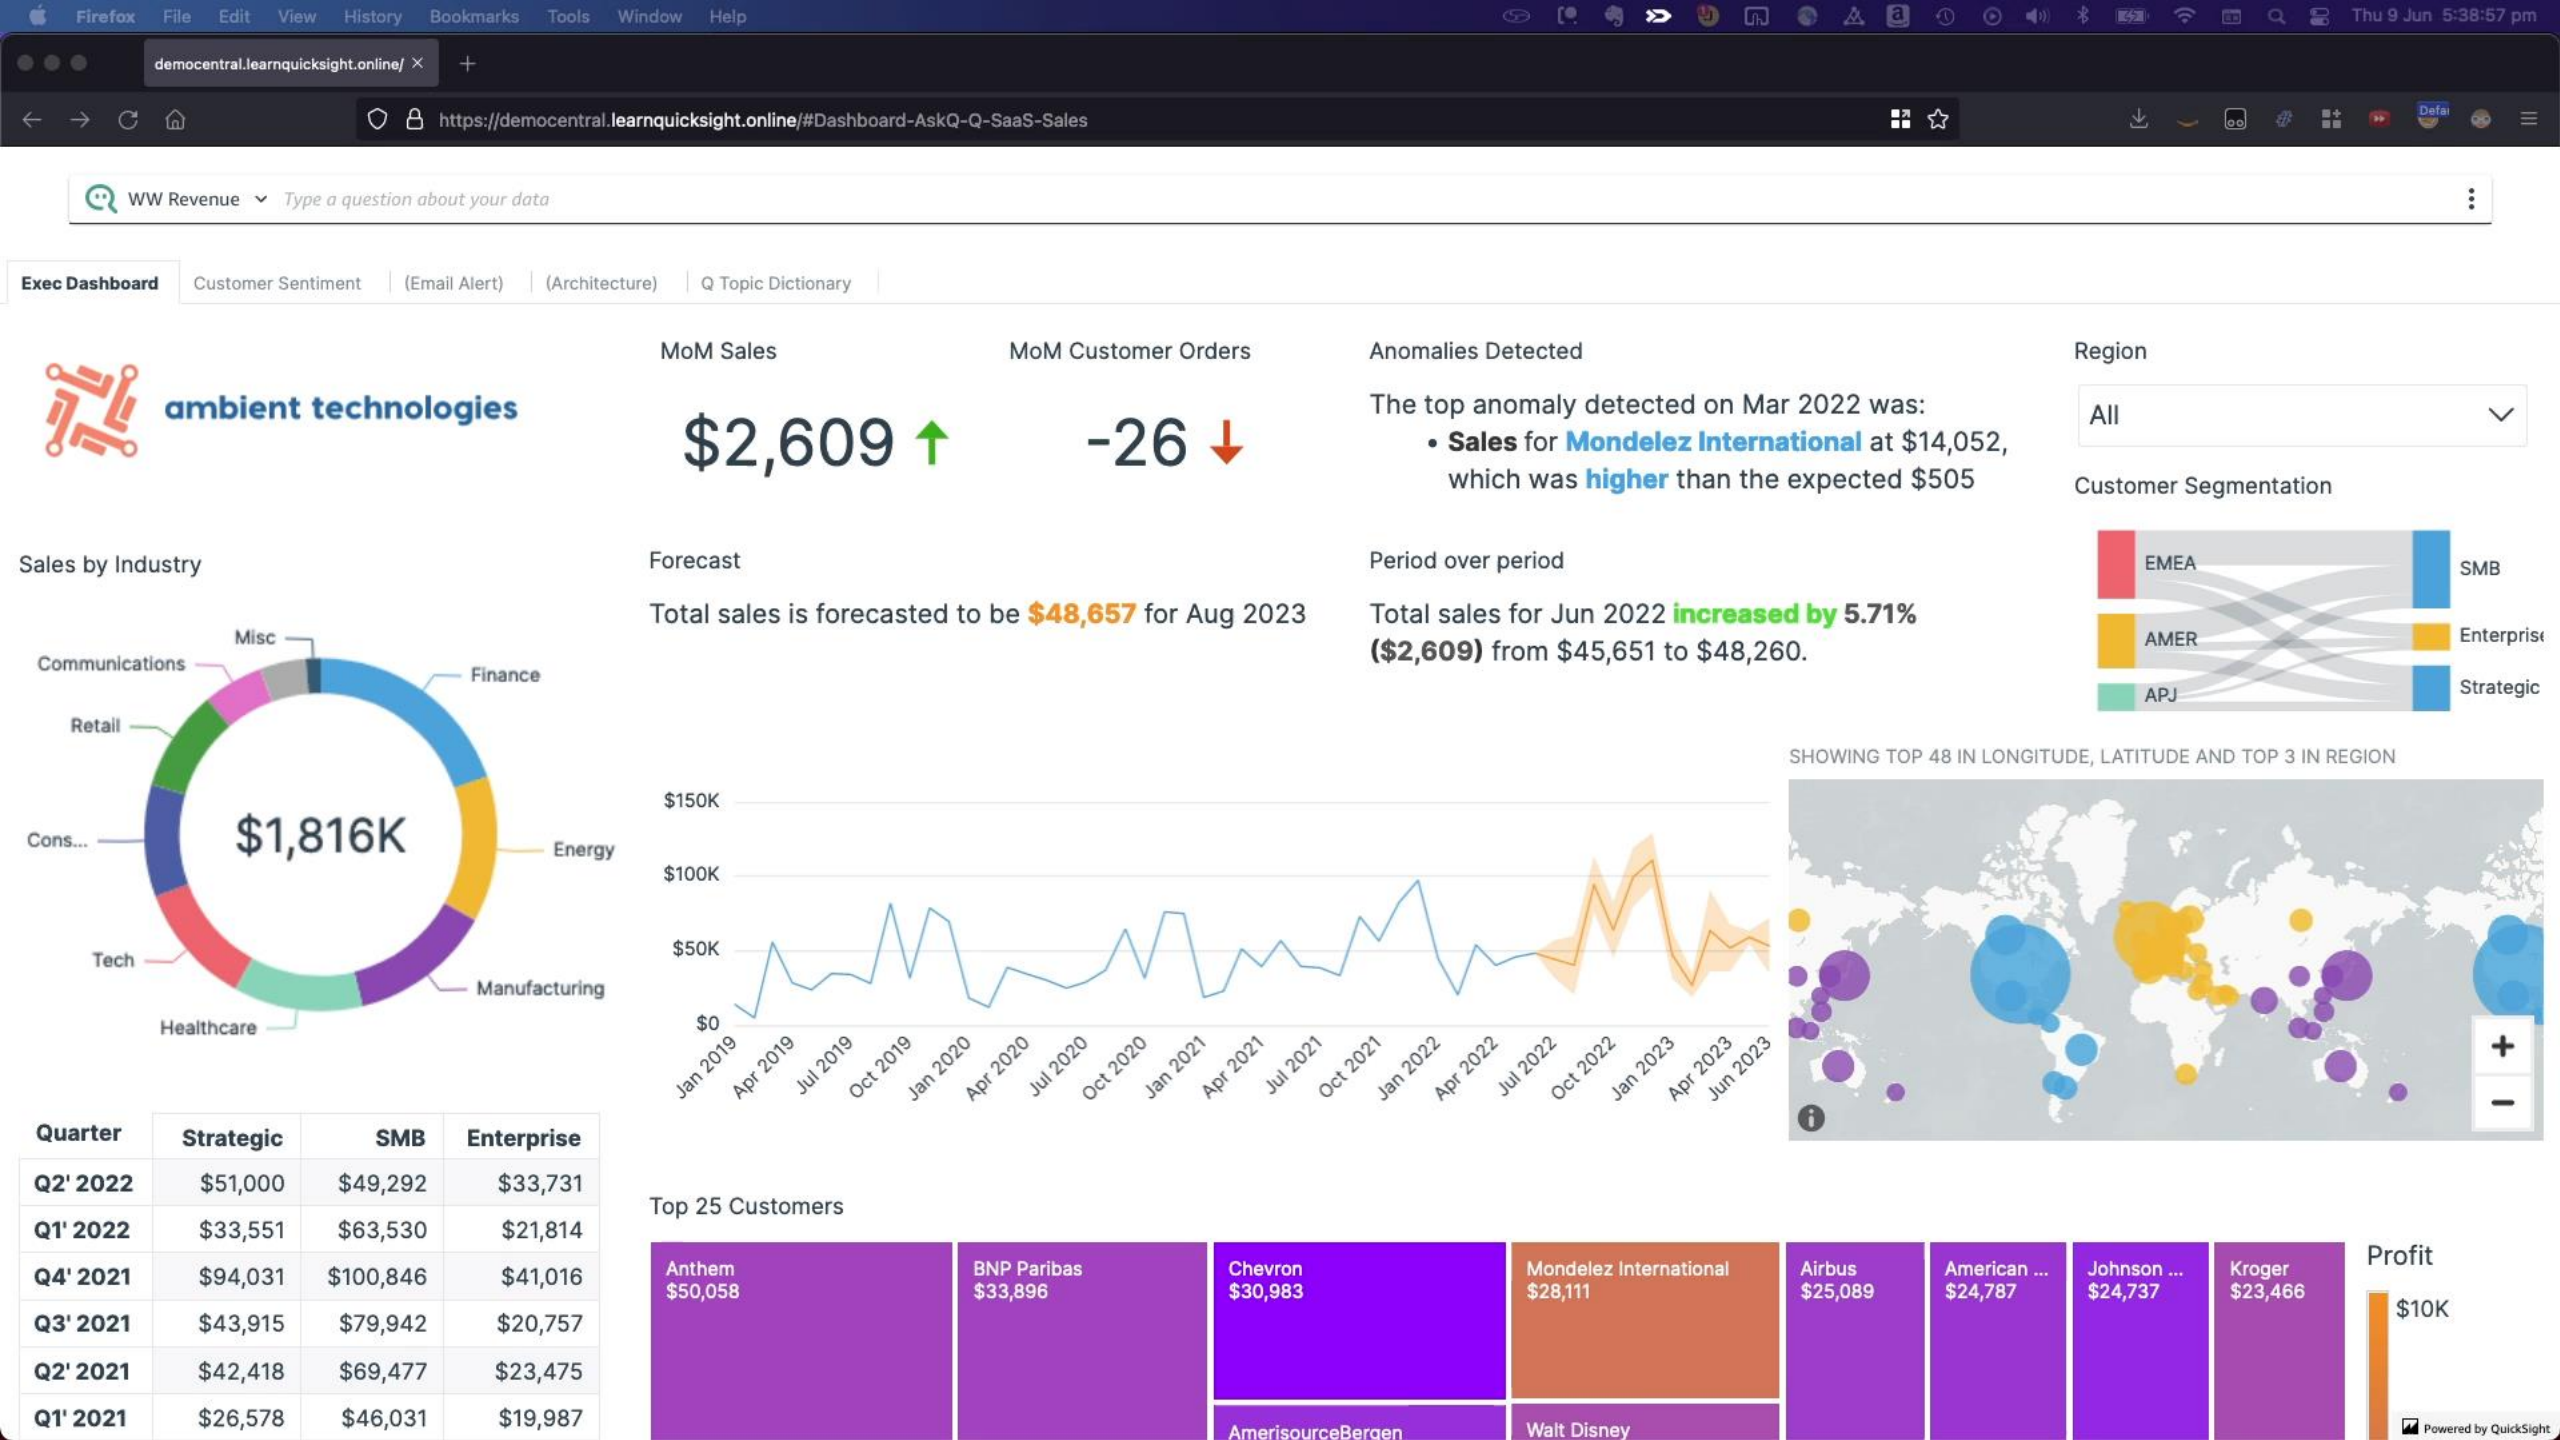 Firefox File Edit View History Bookmarks Tools Window Help
Thu 9 Jun 5:38:57 pm
democentral.learnquicksight.online/
https://democentral.learnquicksight.online/#Dashboard-AskQ-Q-SaaS-Sales
Defau
WW Revenue Type a question about your data
Exec Dashboard Customer Sentiment (Email Alert) (Architecture) Q Topic Dictionary
ambient technologies
MoM Sales
$2,609
MoM Customer Orders
-26
Anomalies Detected
The top anomaly detected on Mar 2022 was:
• Sales for Mondelez International at $14,052,
which was higher than the expected $505
Region
All
Customer Segmentation
EMEA
AMER
APJ
SMB
Enterprise
Strategic
Sales by Industry
Misc
Communications
Finance
Retail
Cons...
$1,816K
Energy
Tech
Manufacturing
Healthcare
Forecast
Total sales is forecasted to be $48,657 for Aug 2023
Period over period
Total sales for Jun 2022 increased by 5.71%
($2,609) from $45,651 to $48,260.
$150K
$100K
$50K
$0
Jan 2019 Apr 2019 Jul 2019 Oct 2019 Jan 2020 Apr 2020 Jul 2020 Oct 2020 Jan 2021 Apr 2021 Jul 2021 Oct 2021 Jan 2022 Apr 2022 Jul 2022 Oct 2022 Jan 2023 Apr 2023 Jun 2023
SHOWING TOP 48 IN LONGITUDE, LATITUDE AND TOP 3 IN REGION
Quarter Strategic SMB Enterprise
Q2' 2022 $51,000 $49,292 $33,731
Q1' 2022 $33,551 $63,530 $21,814
Q4' 2021 $94,031 $100,846 $41,016
Q3' 2021 $43,915 $79,942 $20,757
Q2' 2021 $42,418 $69,477 $23,475
Q1' 2021 $26,578 $46,031 $19,987
Top 25 Customers
Anthem
$50,058
BNP Paribas
$33,896
Chevron
$30,983
Mondelez International
$28,111
Airbus
$25,089
American ...
$24,787
Johnson ...
$24,737
Kroger
$23,466
AmerisourceBergen
Walt Disney
Profit
$10K
Powered by QuickSight